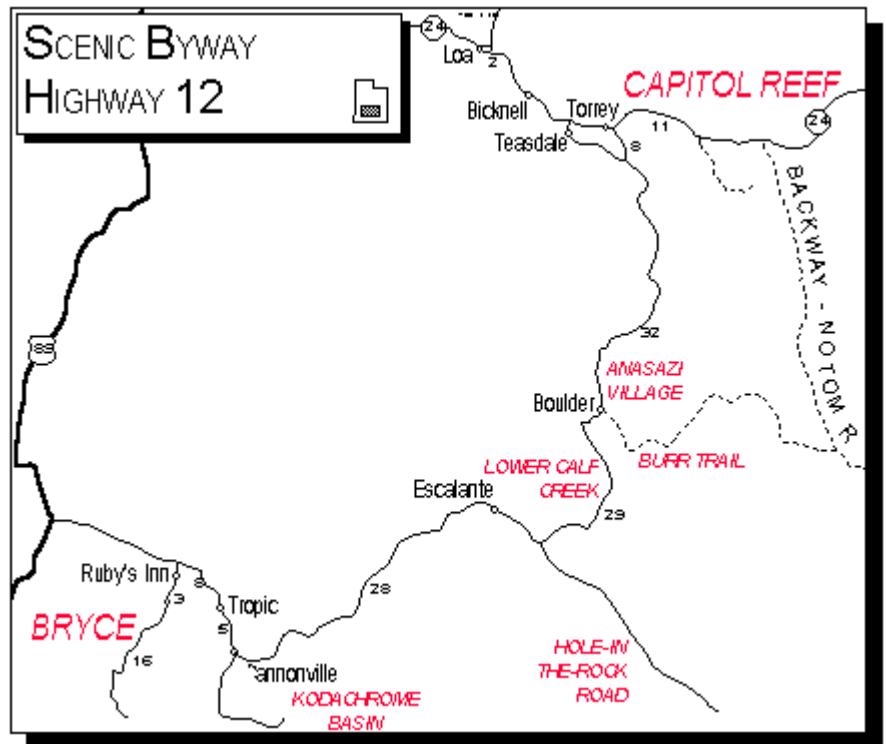 SCENIC BYWAY
HIGHWAY 12
24
Loa
2
CAPITOL REEF
Bicknell
Torrey
11
24
Teasdale
8
BACKWAY - NOTOM R
89
32
ANASAZI
VILLAGE
Boulder
LOWER CALF
CREEK
BURR TRAIL
Escalante
29
Ruby's Inn
3
28
Tropic
BRYCE
5
16
annonville
HOLE-IN
THE-ROCK
ROAD
KODACHROME
BASIN